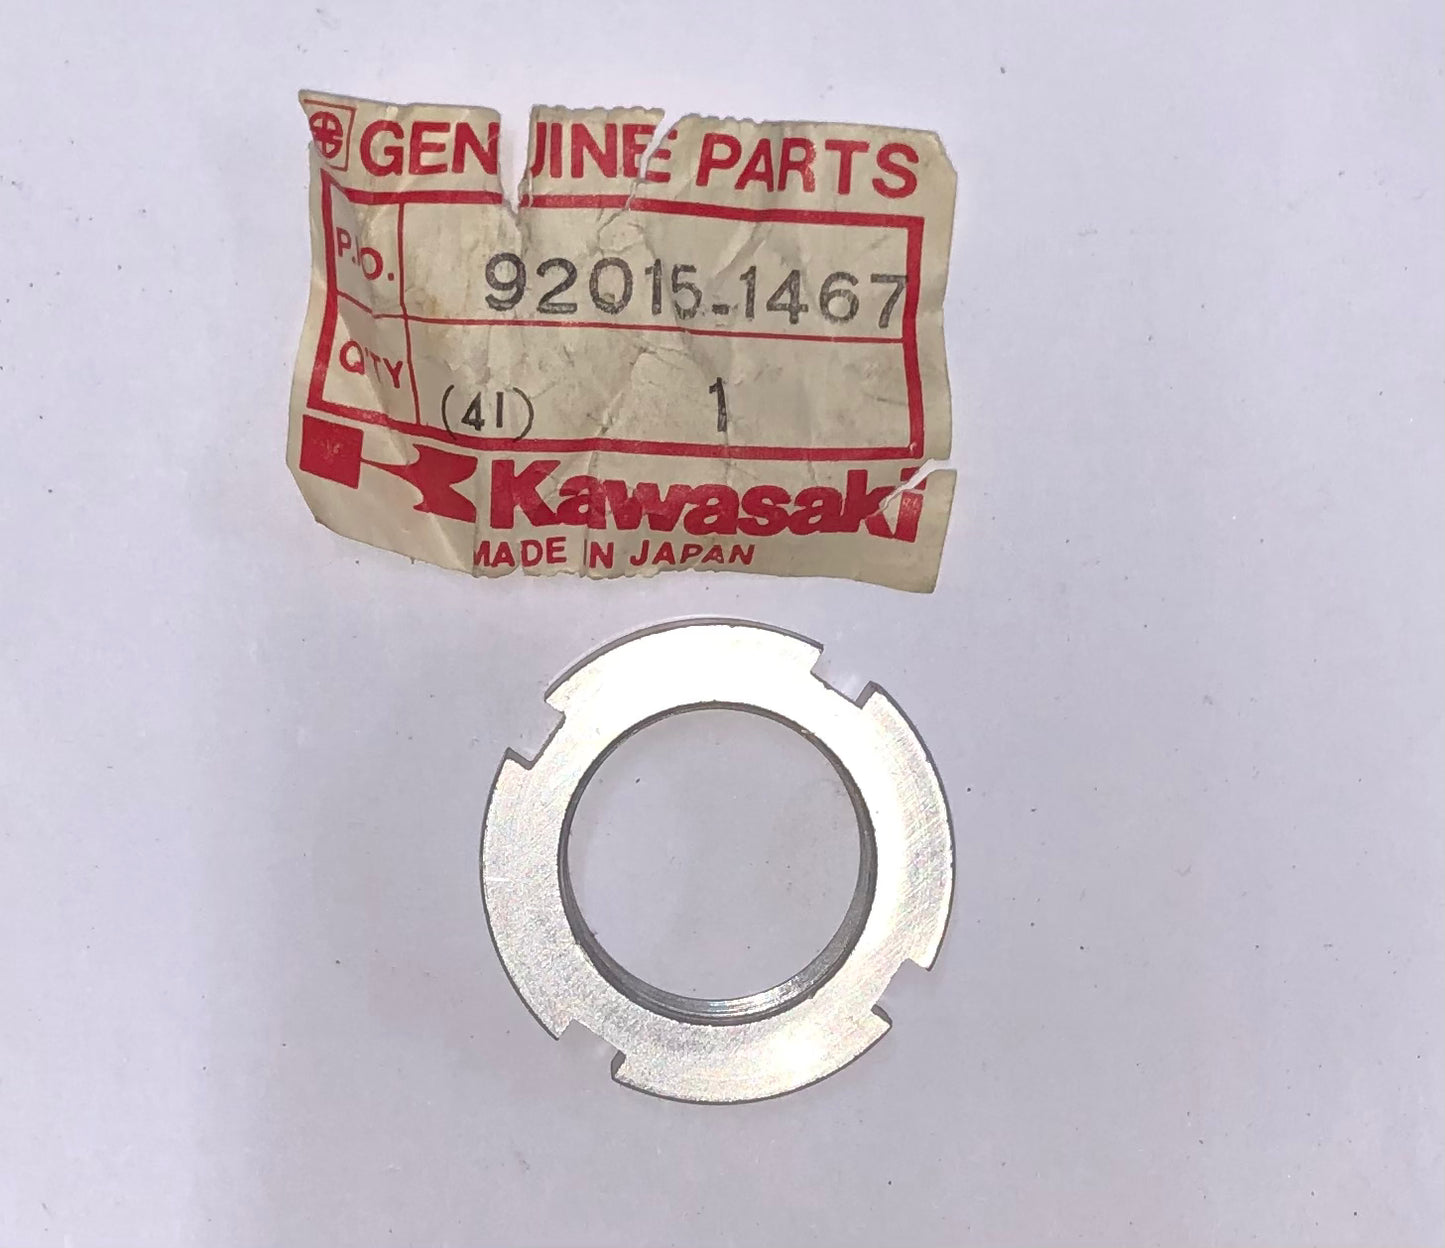 GENUINE PARTS
P.O. 92015-1467
Q'TY (41) 1
Kawasaki
MADE IN JAPAN